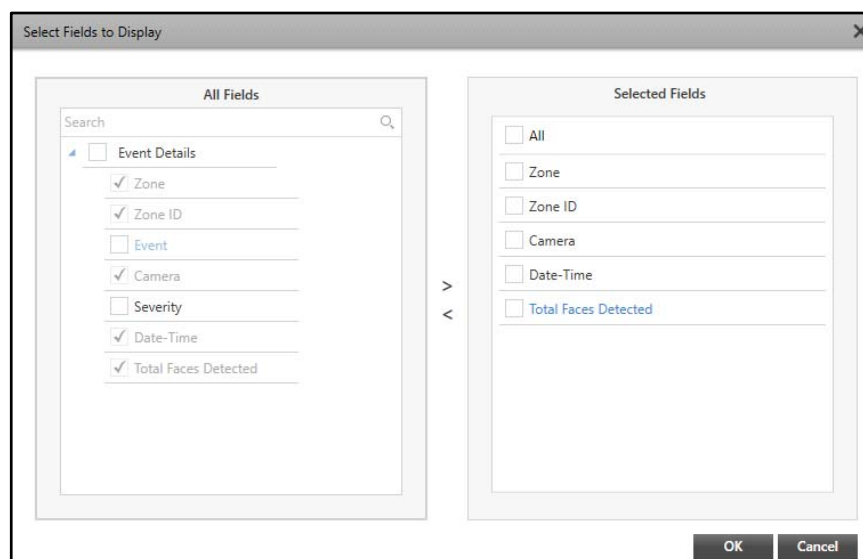 Select Fields to Display
All Fields
Search
Event Details
Zone
Zone ID
Event
Camera
Severity
Date-Time
Total Faces Detected
>
<
Selected Fields
All
Zone
Zone ID
Camera
Date-Time
Total Faces Detected
OK
Cancel